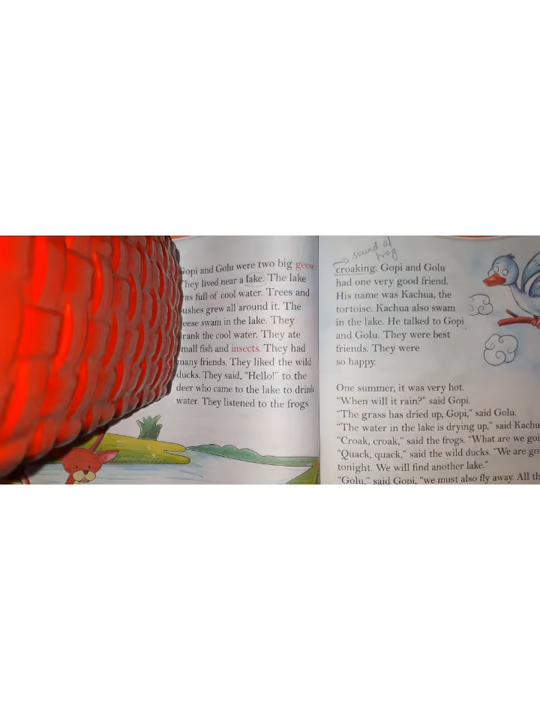 Gopi and Golu were two big geese.
They lived near a lake. The lake
was full of cool water. Trees and
bushes grew all around it. The
geese swam in the lake. They
drank the cool water. They ate
small fish and insects. They had
many friends. They liked the wild
ducks. They said, "Hello!" to the
deer who came to the lake to drink
water. They listened to the frogs
sound of
frog
croaking. Gopi and Golu
had one very good friend.
His name was Kachua, the
tortoise. Kachua also swam
in the lake. He talked to Gopi
and Golu. They were best
friends. They were
so happy.
One summer, it was very hot.
"When will it rain?" said Gopi.
"The grass has dried up, Gopi," said Golu.
"The water in the lake is drying up," said Kachu
"Croak, croak," said the frogs. "What are we goi
"Quack, quack," said the wild ducks. "We are go
tonight. We will find another lake."
"Golu," said Gopi, "we must also fly away. All th